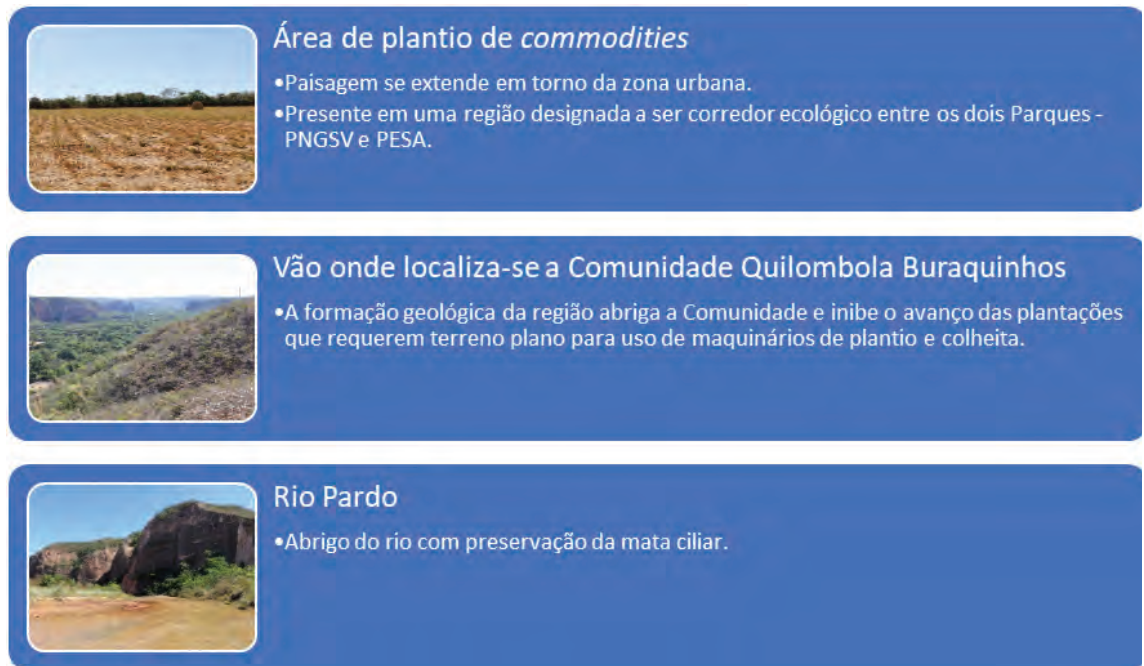 Área de plantio de commodities
•Paisagem se extende em torno da zona urbana.
•Presente em uma região designada a ser corredor ecológico entre os dois Parques -
PNGSV e PESA.
Vão onde localiza-se a Comunidade Quilombola Buraquinhos
•A formação geológica da região abriga a Comunidade e inibe o avanço das plantações
que requerem terreno plano para uso de maquinários de plantio e colheita.
Rio Pardo
•Abrigo do rio com preservação da mata ciliar.